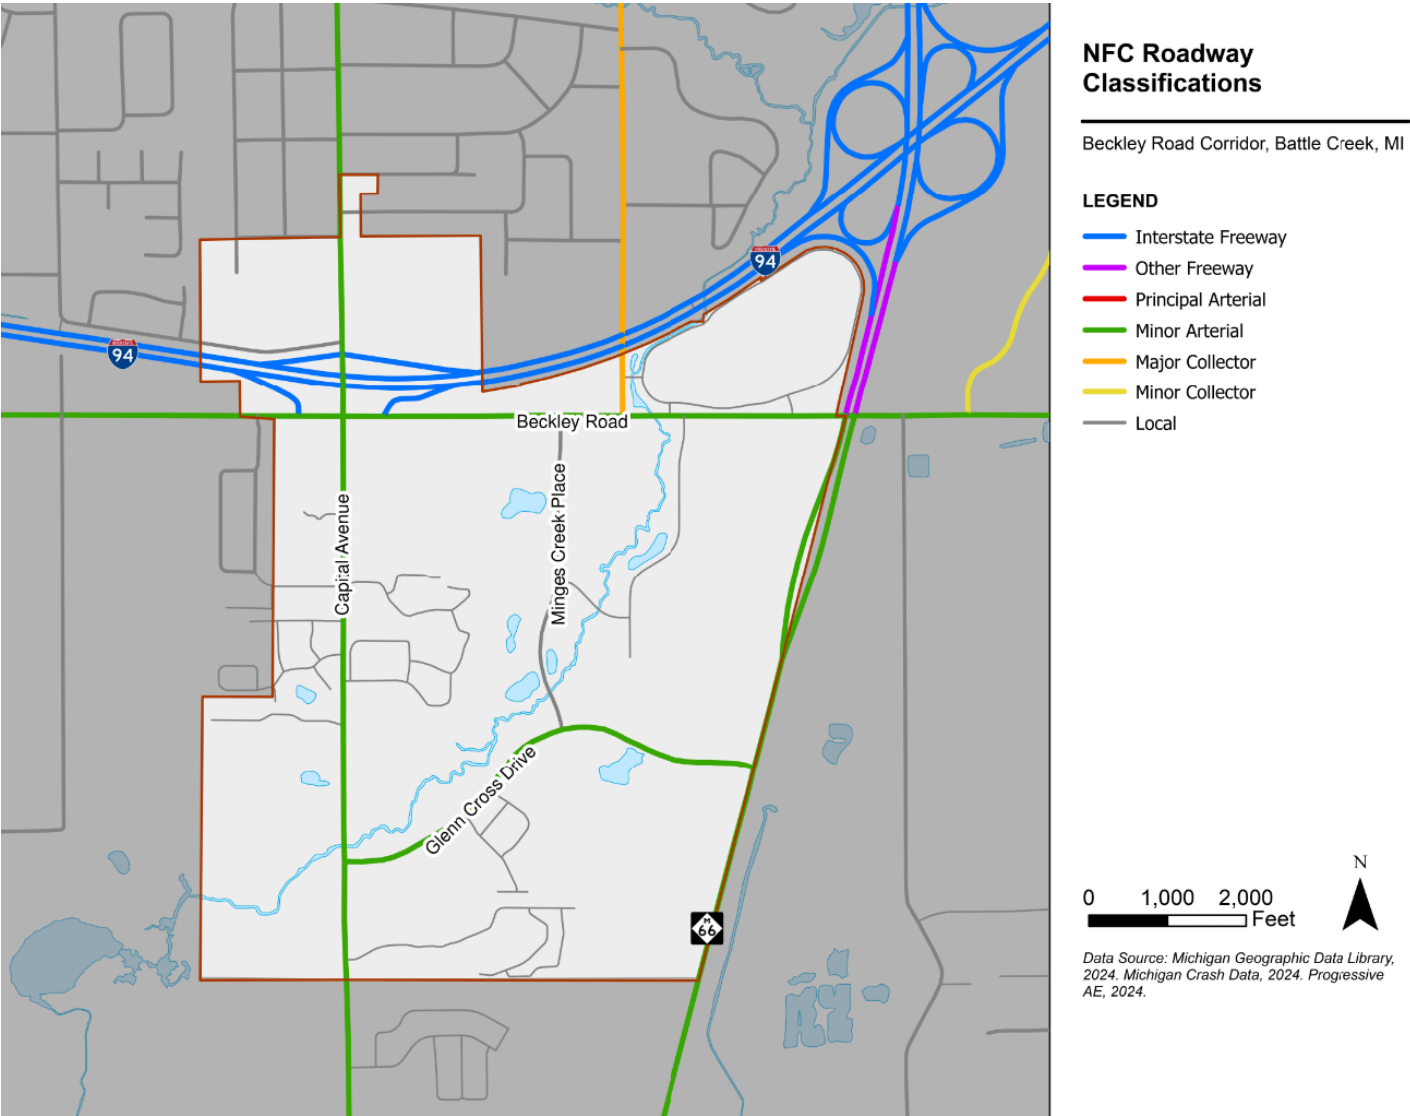 NFC Roadway
Classifications
Beckley Road Corridor, Battle Creek, MI
LEGEND
Interstate Freeway
Other Freeway
Principal Arterial
Minor Arterial
Major Collector
Minor Collector
Local
94
94
Beckley Road
Capital Avenue
Minges Creek Place
Glenn Cross Drive
M
66
N
0 1,000 2,000
Feet
Data Source: Michigan Geographic Data Library,
2024. Michigan Crash Data, 2024. Progressive
AE, 2024.